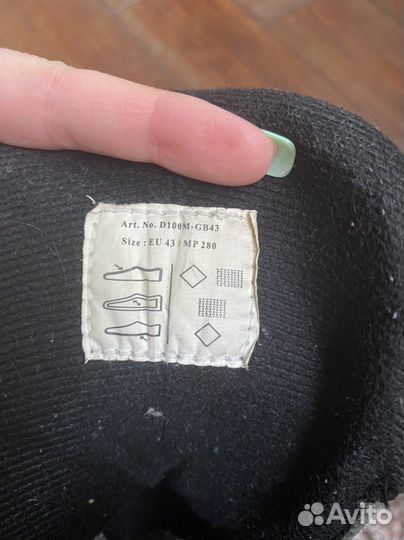 Art. No. D100M-GB43
Size : EU 43 / MP 280
Avito